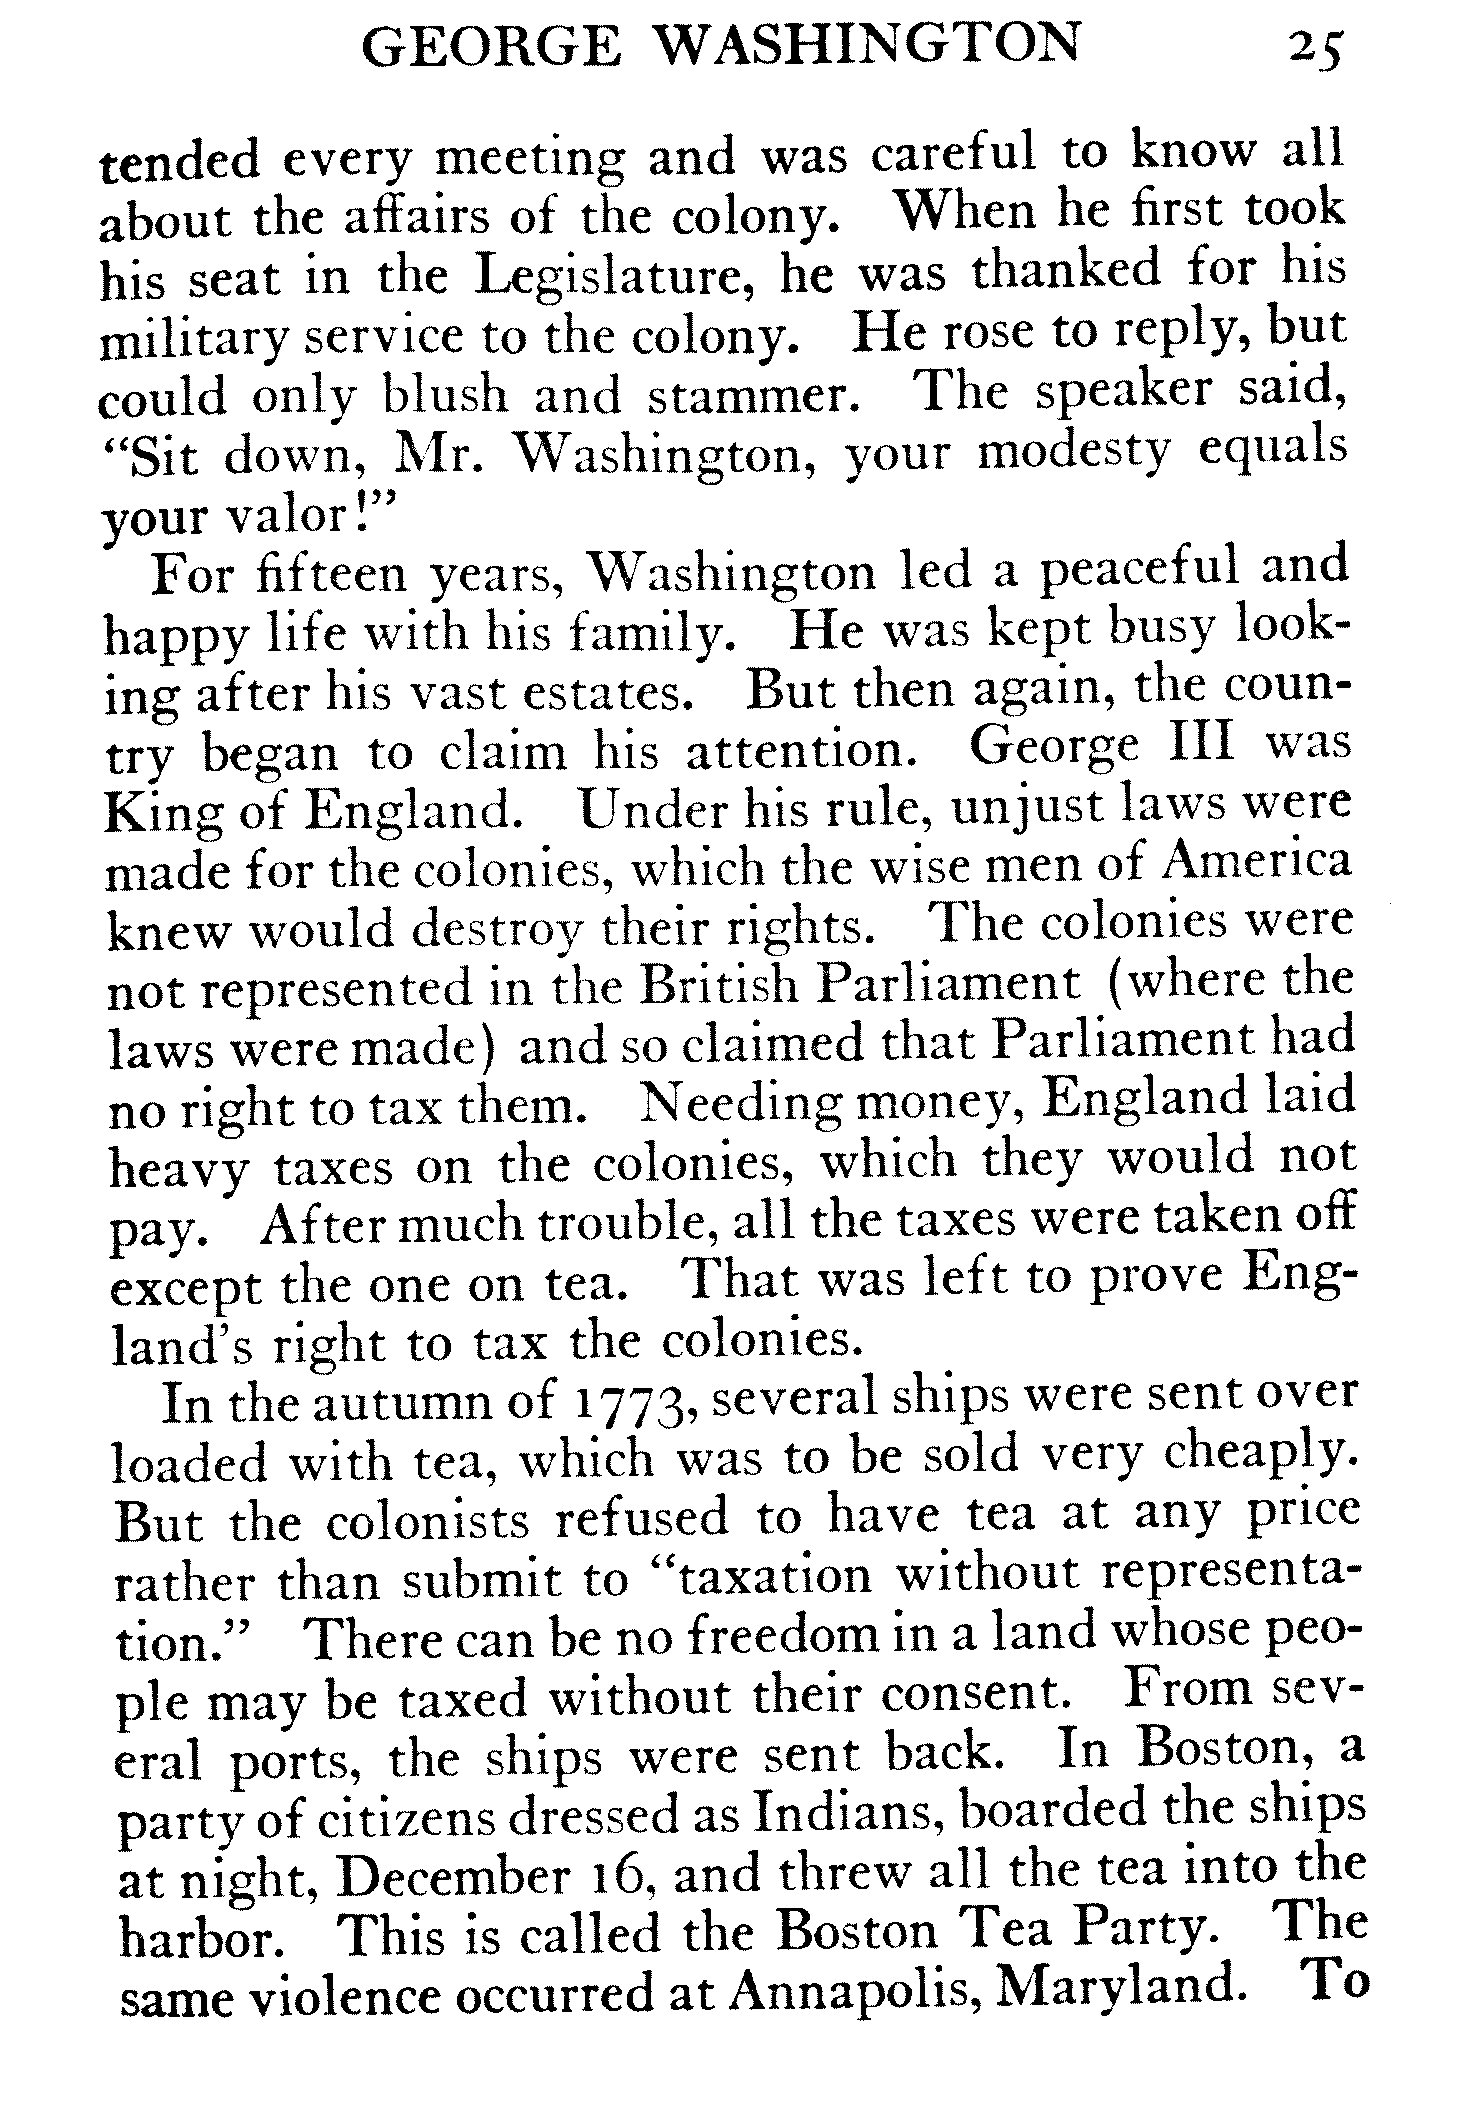 GEORGE WASHINGTON 25
tended every meeting and was careful to know all
about the affairs of the colony. When he first took
his seat in the Legislature, he was thanked for his
military service to the colony. He rose to reply, but
could only blush and stammer. The speaker said,
“Sit down, Mr. Washington, your modesty equals
your valor!”
For fifteen years, Washington led a peaceful and
happy life with his family. He was kept busy look-
ing after his vast estates. But then again, the coun-
try began to claim his attention. George III was
King of England. Under his rule, unjust laws were
made for the colonies, which the wise men of America
knew would destroy their rights. The colonies were
not represented in the British Parliament (where the
laws were made) and so claimed that Parliament had
no right to tax them. Needing money, England laid
heavy taxes on the colonies, which they would not
pay. After much trouble, all the taxes were taken off
except the one on tea. That was left to prove Eng-
land's right to tax the colonies.
In the autumn of 1773, several ships were sent over
loaded with tea, which was to be sold very cheaply.
But the colonists refused to have tea at any price
rather than submit to “taxation without representa-
tion.” There can be no freedom in a land whose peo-
ple may be taxed without their consent. From sev-
eral ports, the ships were sent back. In Boston, a
party of citizens dressed as Indians, boarded the ships
at night, December 16, and threw all the tea into the
harbor. This is called the Boston Tea Party. The
same violence occurred at Annapolis, Maryland. To